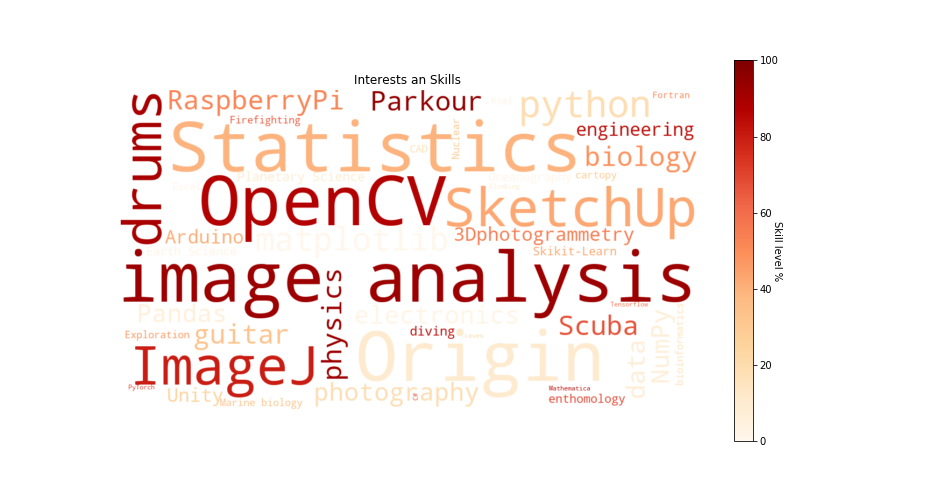 Interests an Skills
RaspberryPi
Parkour
python
Fortran
drums
Firefighting
Statistics
CAD
Nuclear
engineering
biology
Planetary Science
cartopy
OpenCV
SketchUp
Arduino
matplotlib
3Dphotogrammetry
Skikit-Learn
image analysis
physics
Tensorflow
Pandas
electronics
diving
Scuba
Exploration
guitar
Origin
data
NumPy
bioinformatics
ImageJ
PyTorch
Unity
Marine biology
photography
Mathematica
enthomology
100
80
60
40
20
0
Skill level %